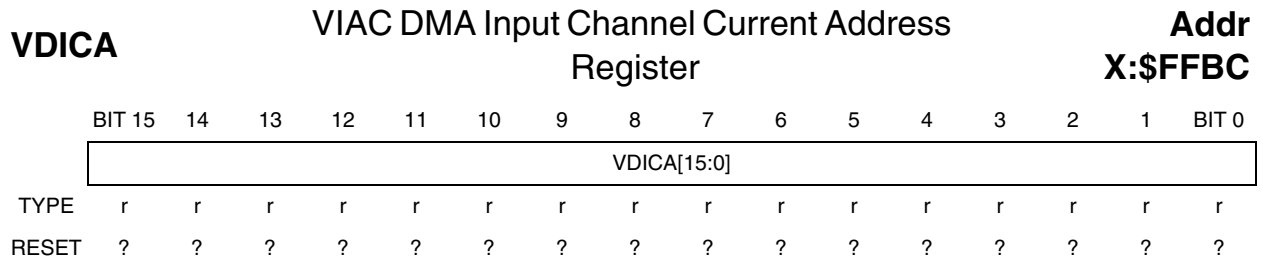 VDICA VIAC DMA Input Channel Current Address Register Addr X:$FFBC
BIT 15 14 13 12 11 10 9 8 7 6 5 4 3 2 1 BIT 0
VDICA[15:0]
TYPE r r r r r r r r r r r r r r r r
RESET ? ? ? ? ? ? ? ? ? ? ? ? ? ? ? ?